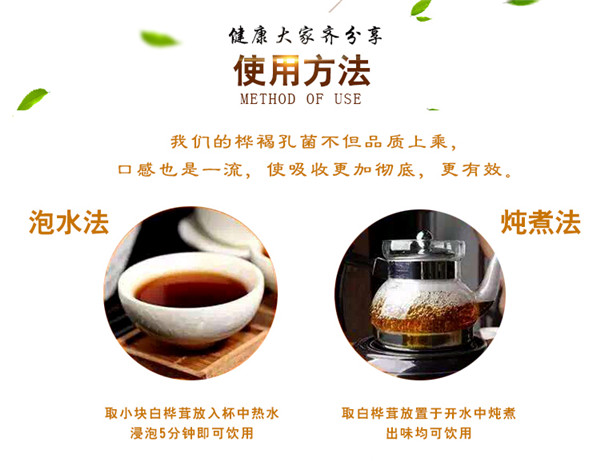 健康大家齐分享
使用方法
METHOD OF USE
我们的桦褐孔菌不但品质上乘，
口感也是一流，使吸收更加彻底，更有效。
泡水法
炖煮法
取小块白桦茸放入杯中热水
浸泡5分钟即可饮用
取白桦茸放置于开水中炖煮
出味均可饮用